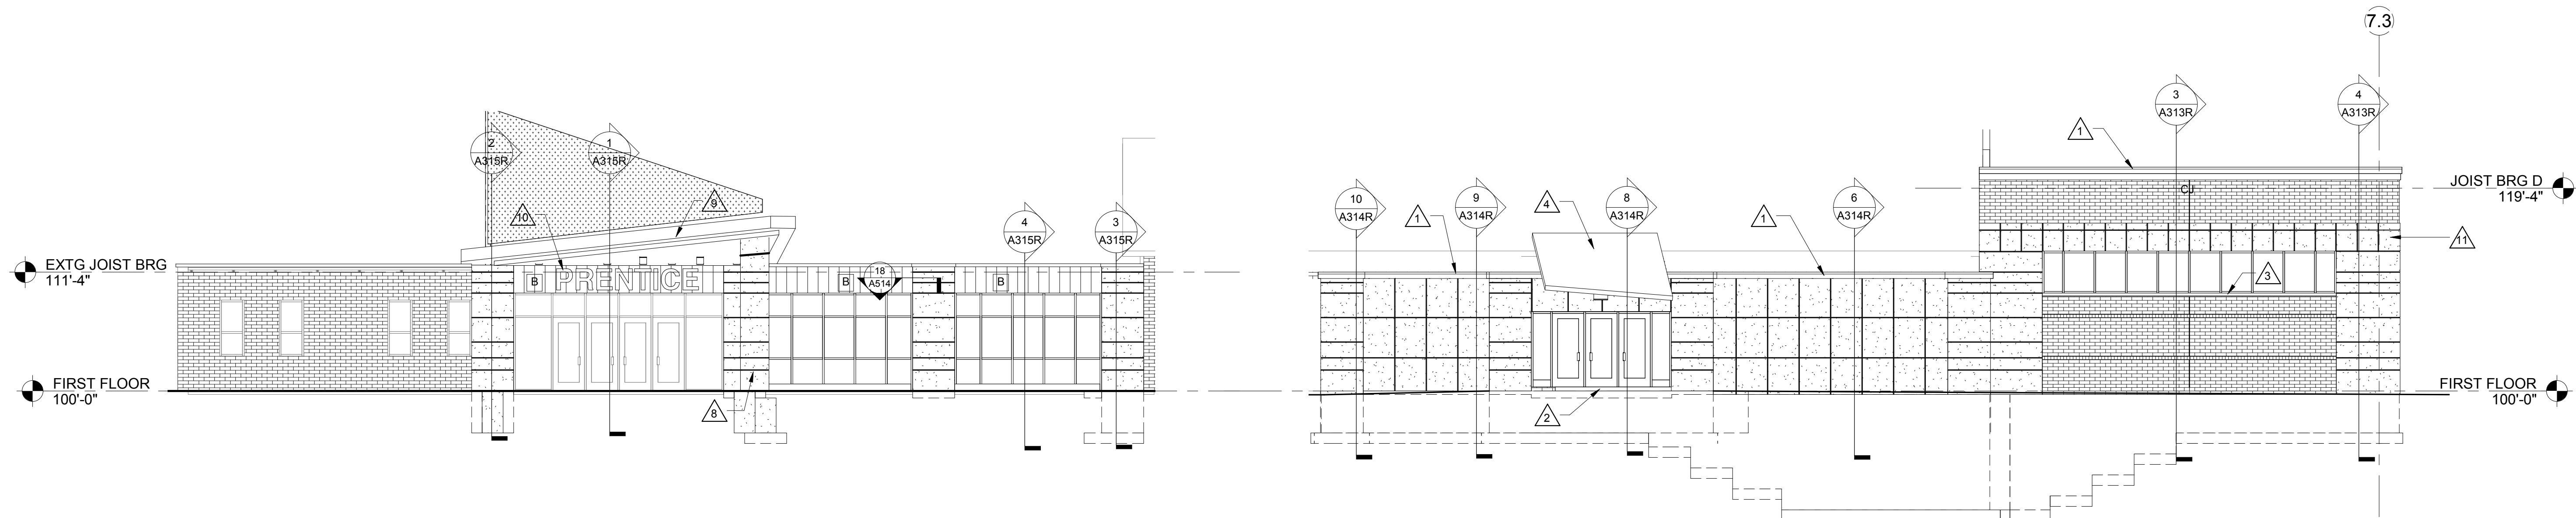 7.3
2
A315R
1
A315R
10
9
4
A315R
3
A315R
EXTG JOIST BRG
111'-4"
B
PRENTICE
B
18
A514
B
FIRST FLOOR
100'-0"
8
10
A314R
1
9
A314R
4
8
A314R
1
6
A314R
1
3
A313R
4
A313R
JOIST BRG D
119'-4"
CJ
11
3
2
FIRST FLOOR
100'-0"